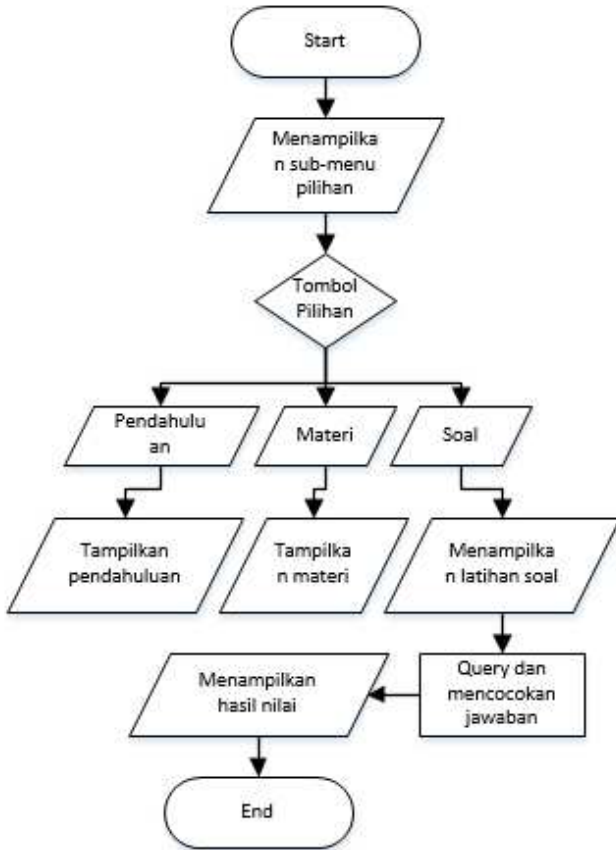 Start
Menampilka
n sub-menu
pilihan
Tombol
Pilihan
Pendahulu
an
Materi
Soal
Tampilkan
pendahuluan
Tampilka
n materi
Menampilka
n latihan soal
Menampilkan
hasil nilai
Query dan
mencocokan
jawaban
End